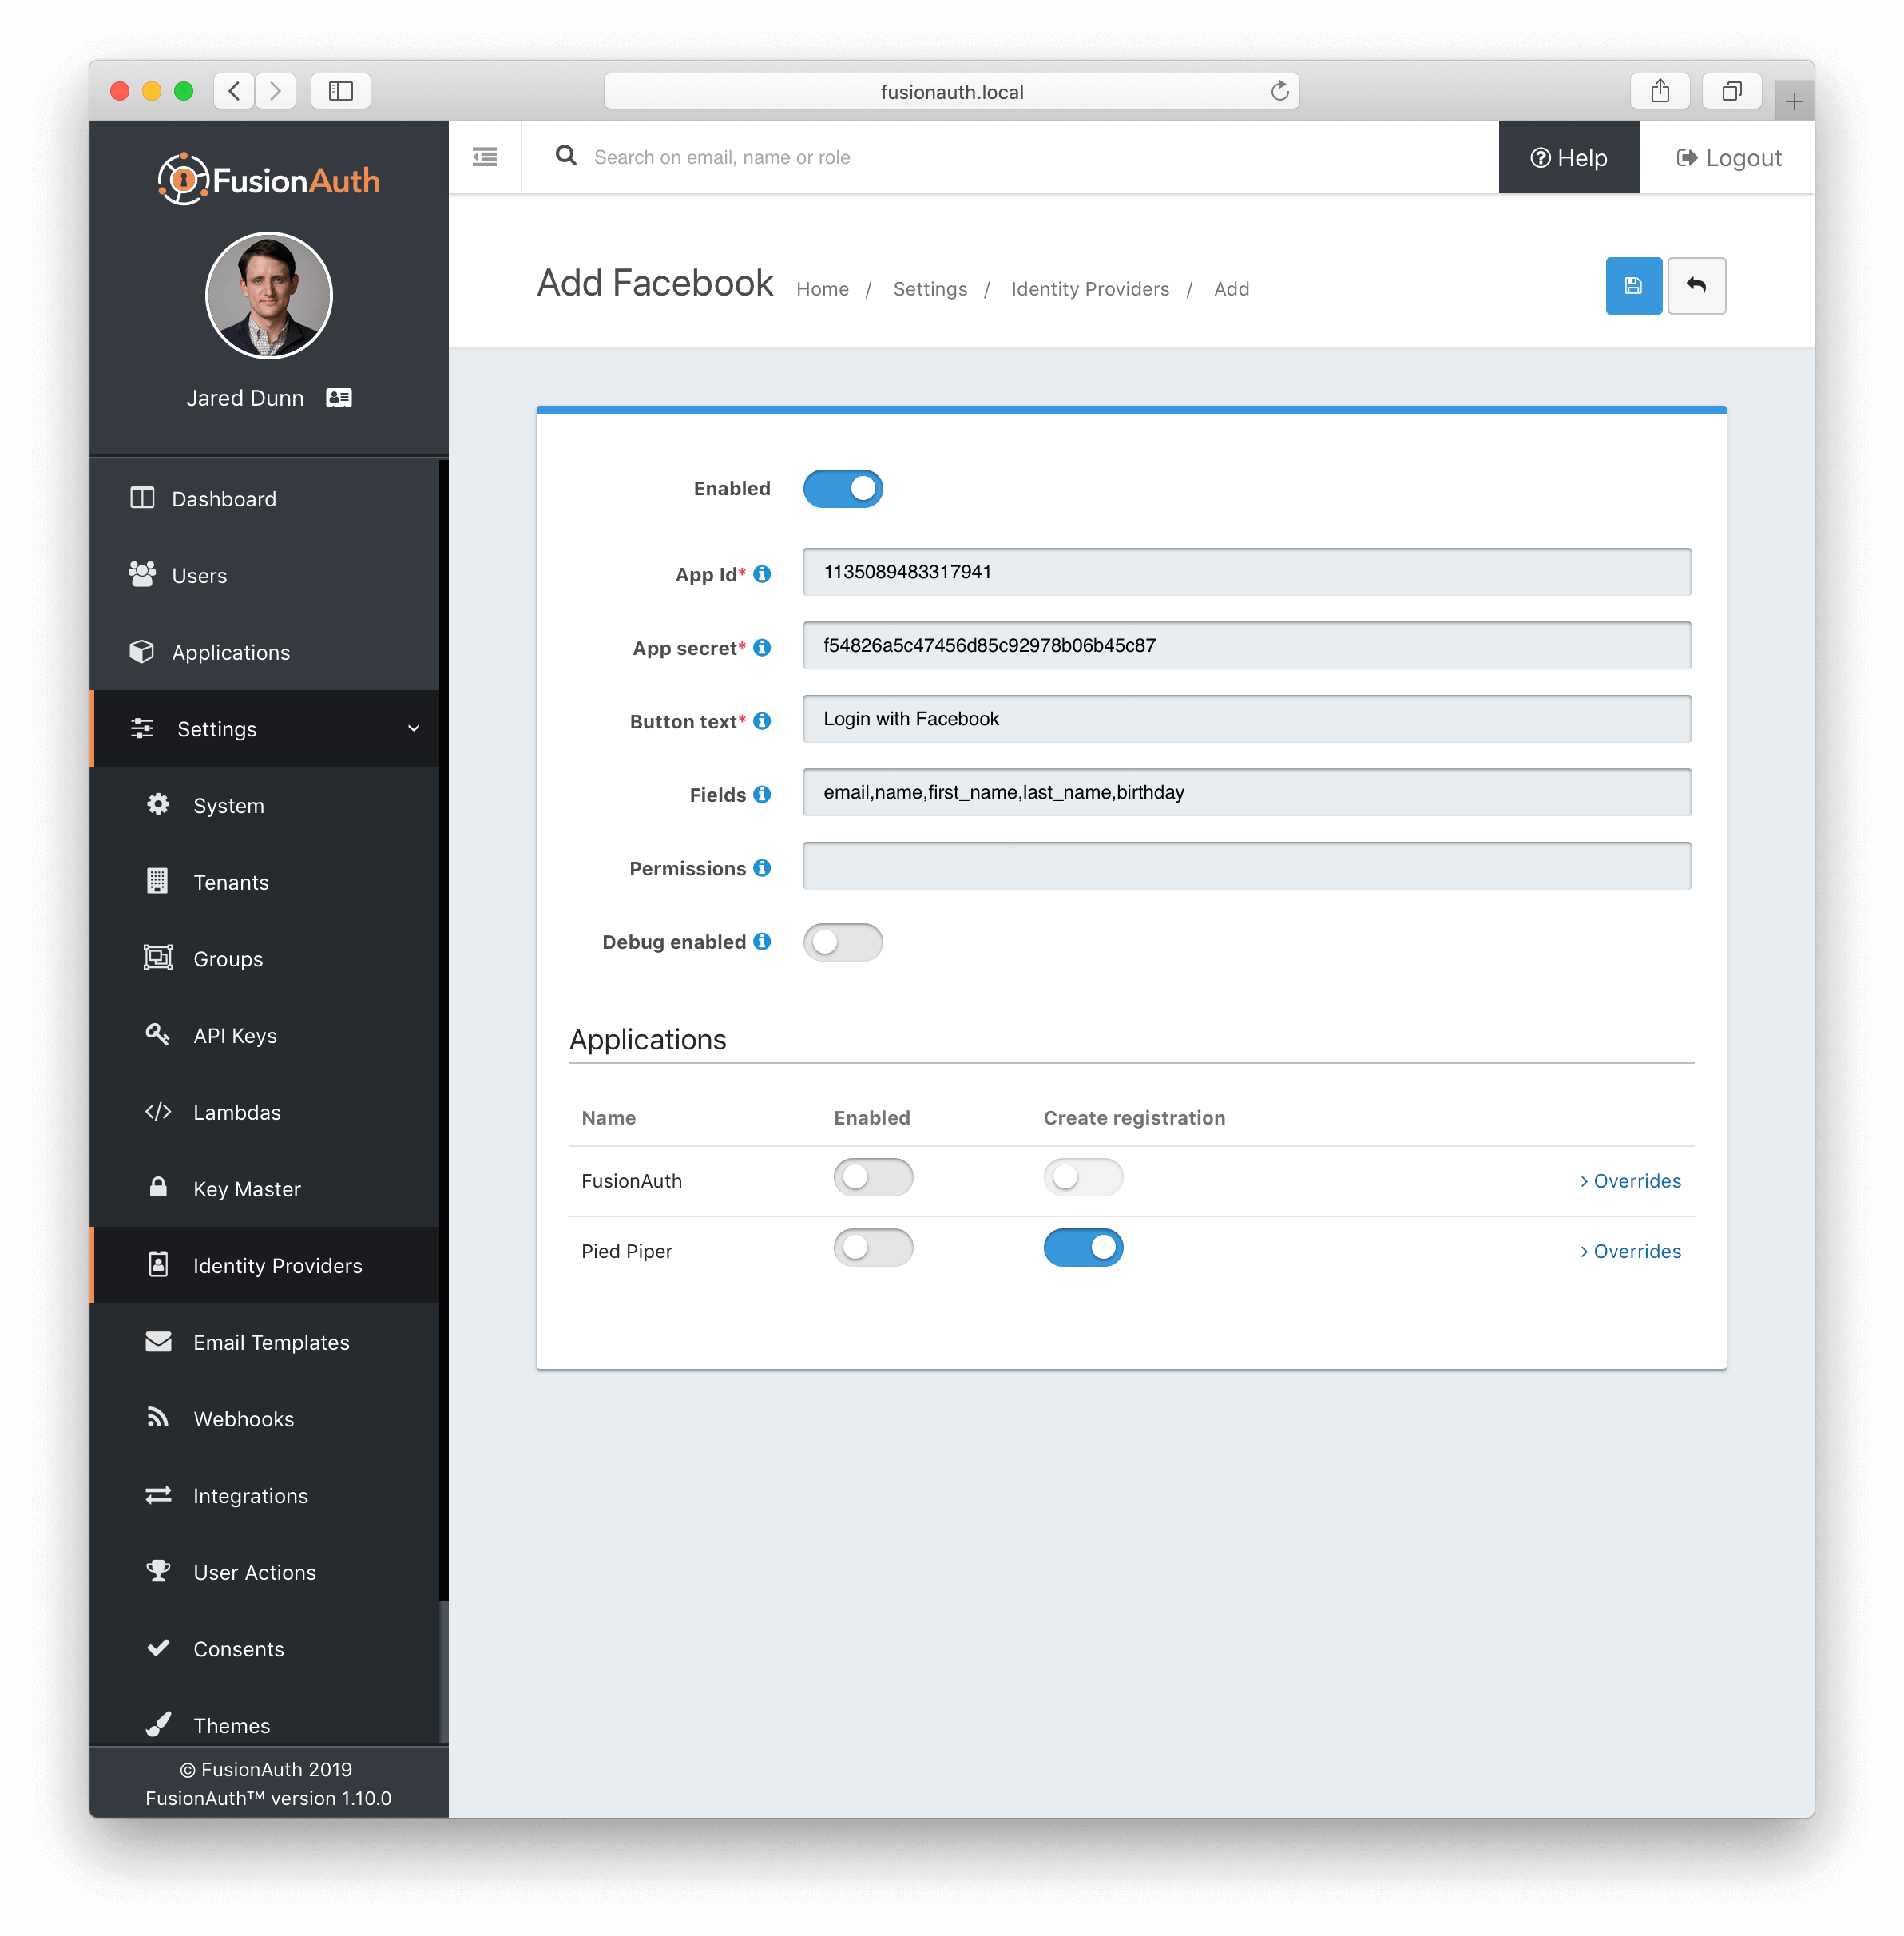 fusionauth.local
FusionAuth
Search on email, name or role
Help
Logout
Jared Dunn
Add Facebook
Home / Settings / Identity Providers / Add
Dashboard
Users
Applications
Settings
System
Tenants
Groups
API Keys
Lambdas
Key Master
Identity Providers
Email Templates
Webhooks
Integrations
User Actions
Consents
Themes
© FusionAuth 2019
FusionAuth™ version 1.10.0
Enabled
App Id* 1135089483317941
App secret* f54826a5c47456d85c92978b06b45c87
Button text* Login with Facebook
Fields email,name,first_name,last_name,birthday
Permissions
Debug enabled
Applications
Name Enabled Create registration
FusionAuth > Overrides
Pied Piper > Overrides